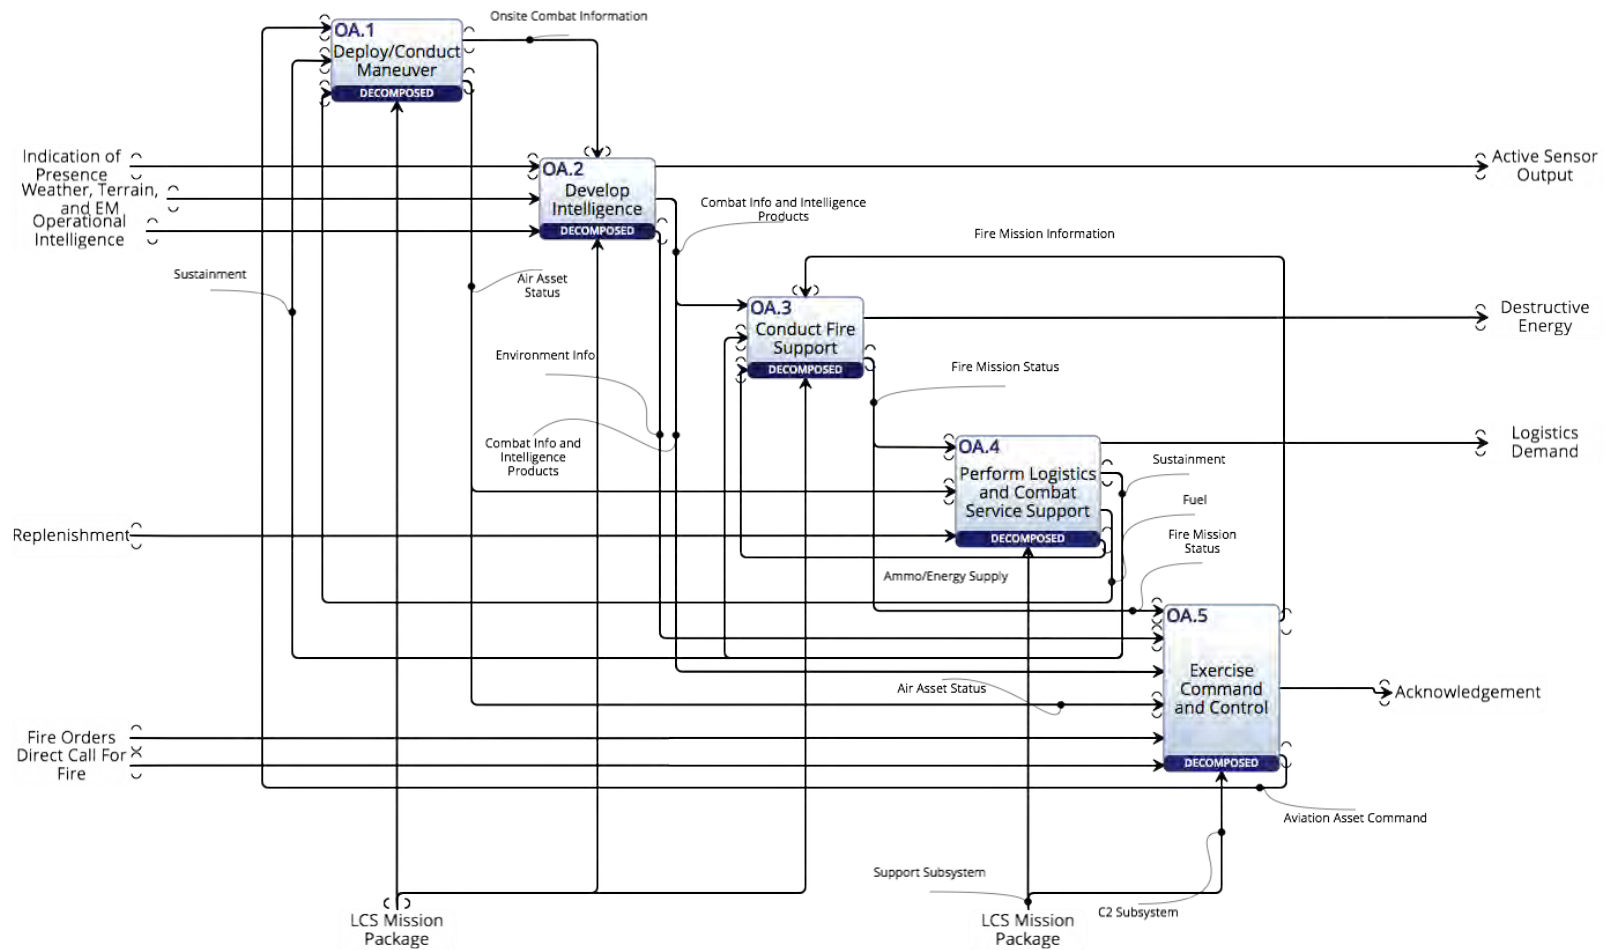 Onsite Combat Information
OA.1
Deploy/Conduct
Maneuver
DECOMPOSED
Indication of
Presence
Weather, Terrain,
and EM
Operational
Intelligence
OA.2
Develop
Intelligence
DECOMPOSED
Active Sensor
Output
Combat Info and Intelligence
Products
Fire Mission Information
Sustainment
Air Asset
Status
OA.3
Conduct Fire
Support
DECOMPOSED
Destructive
Energy
Environment Info
Fire Mission Status
Combat Info and
Intelligence
Products
OA.4
Perform Logistics
and Combat
Service Support
DECOMPOSED
Logistics
Demand
Sustainment
Fuel
Fire Mission
Status
Replenishment
Ammo/Energy Supply
OA.5
Exercise
Command
and Control
DECOMPOSED
Air Asset Status
Acknowledgement
Fire Orders
Direct Call For
Fire
Aviation Asset Command
Support Subsystem
C2 Subsystem
LCS Mission
Package
LCS Mission
Package